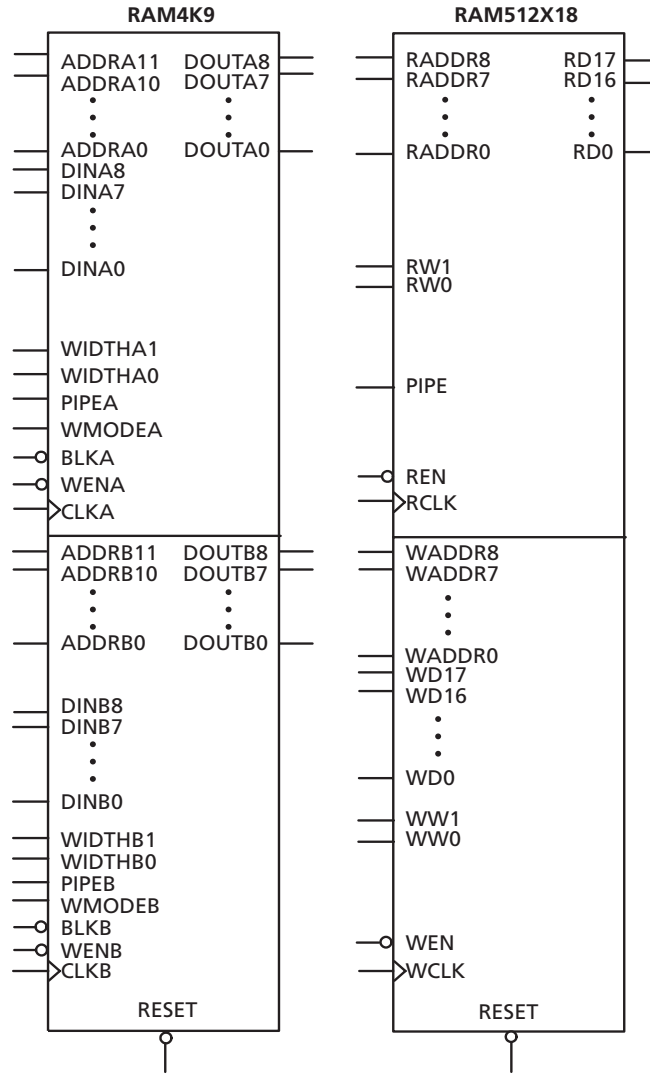 RAM4K9
ADDRA11 DOUTA8
ADDRA10 DOUTA7
ADDRA0 DOUTA0
DINA8
DINA7
DINA0
WIDTHA1
WIDTHA0
PIPEA
WMODEA
BLKA
WENA
CLKA
ADDRB11 DOUTB8
ADDRB10 DOUTB7
ADDRB0 DOUTB0
DINB8
DINB7
DINB0
WIDTHB1
WIDTHB0
PIPEB
WMODEB
BLKB
WENB
CLKB
RESET
RAM512X18
RADDR8 RD17
RADDR7 RD16
RADDR0 RD0
RW1
RW0
PIPE
REN
RCLK
WADDR8
WADDR7
WADDR0
WD17
WD16
WD0
WW1
WW0
WEN
WCLK
RESET